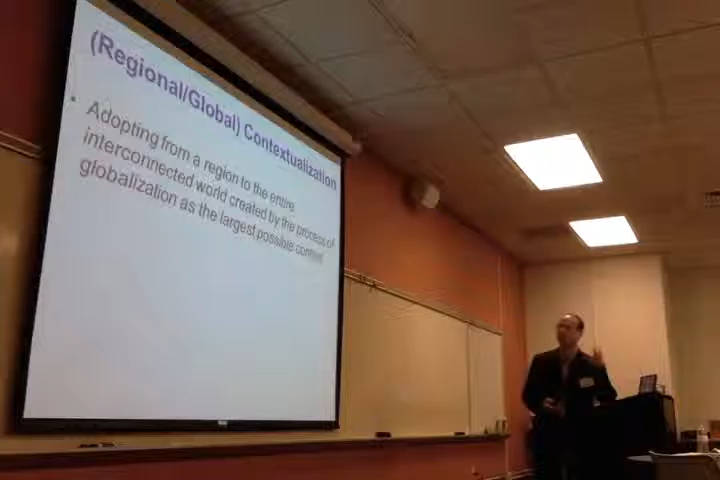 (Regional/Global) Contextualization
• Adopting from a region to the entire
interconnected world created by the process of
globalization as the largest possible context